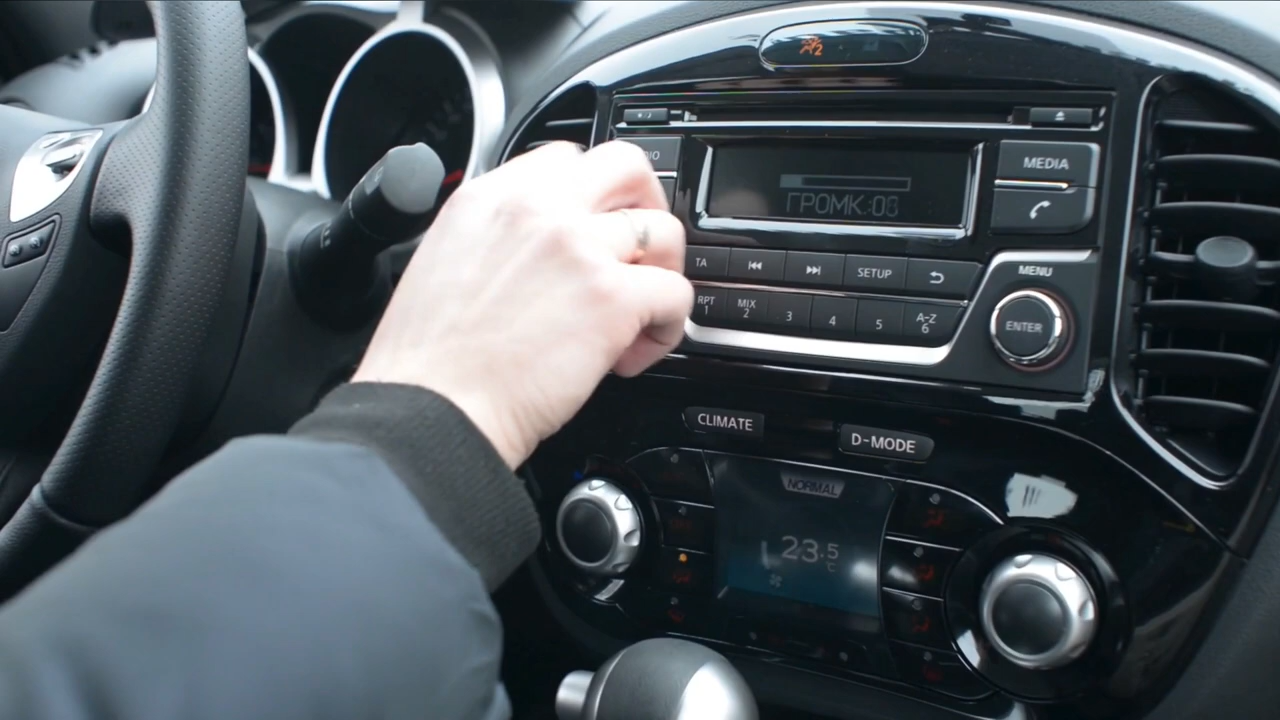 2
MEDIA
ГРОМК:08
MENU
TA
SETUP
ENTER
RPT
1
MIX
2
3
4
5
A-Z
6
CLIMATE
D-MODE
NORMAL
23.5
°C